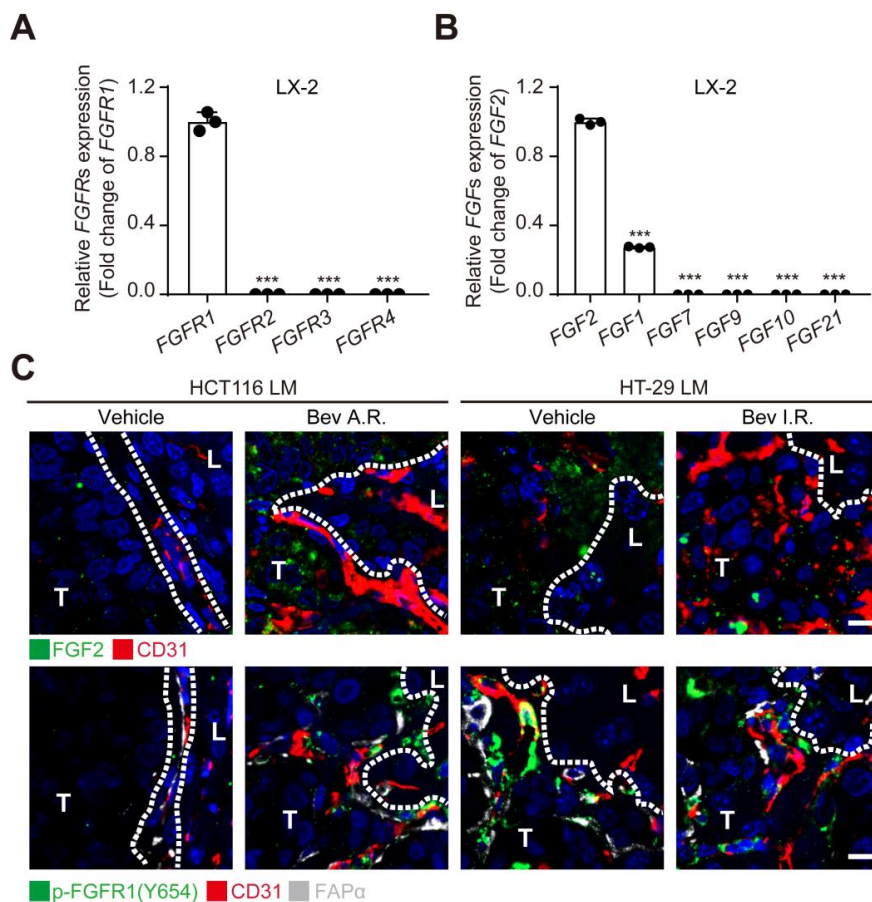 A
B
LX-2
LX-2
Relative FGFRs expression
(Fold change of FGFR1)
1.2
0.8
0.4
0.0
***
***
***
FGFR1
FGFR2
FGFR3
FGFR4
Relative FGFs expression
(Fold change of FGF2)
1.2
0.8
0.4
0.0
***
***
***
***
***
FGF2
FGF1
FGF7
FGF9
FGF10
FGF21
C
HCT116 LM
HT-29 LM
Vehicle
Bev A.R.
Vehicle
Bev I.R.
L
T
L
T
L
T
L
T
FGF2 CD31
L
T
L
T
L
T
L
T
p-FGFR1(Y654) CD31 FAPα